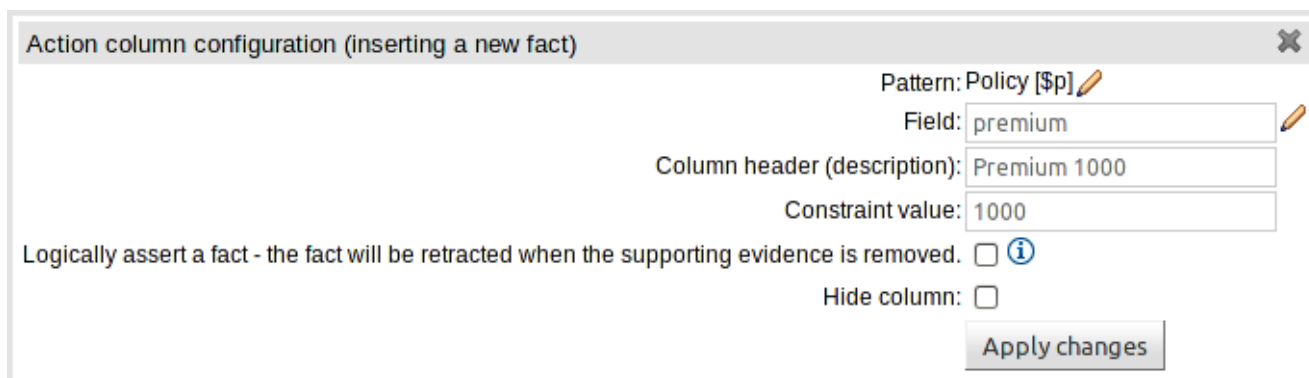 Action column configuration (inserting a new fact)
Pattern: Policy [$p]
Field: premium
Column header (description): Premium 1000
Constraint value: 1000
Logically assert a fact - the fact will be retracted when the supporting evidence is removed.
Hide column:
Apply changes